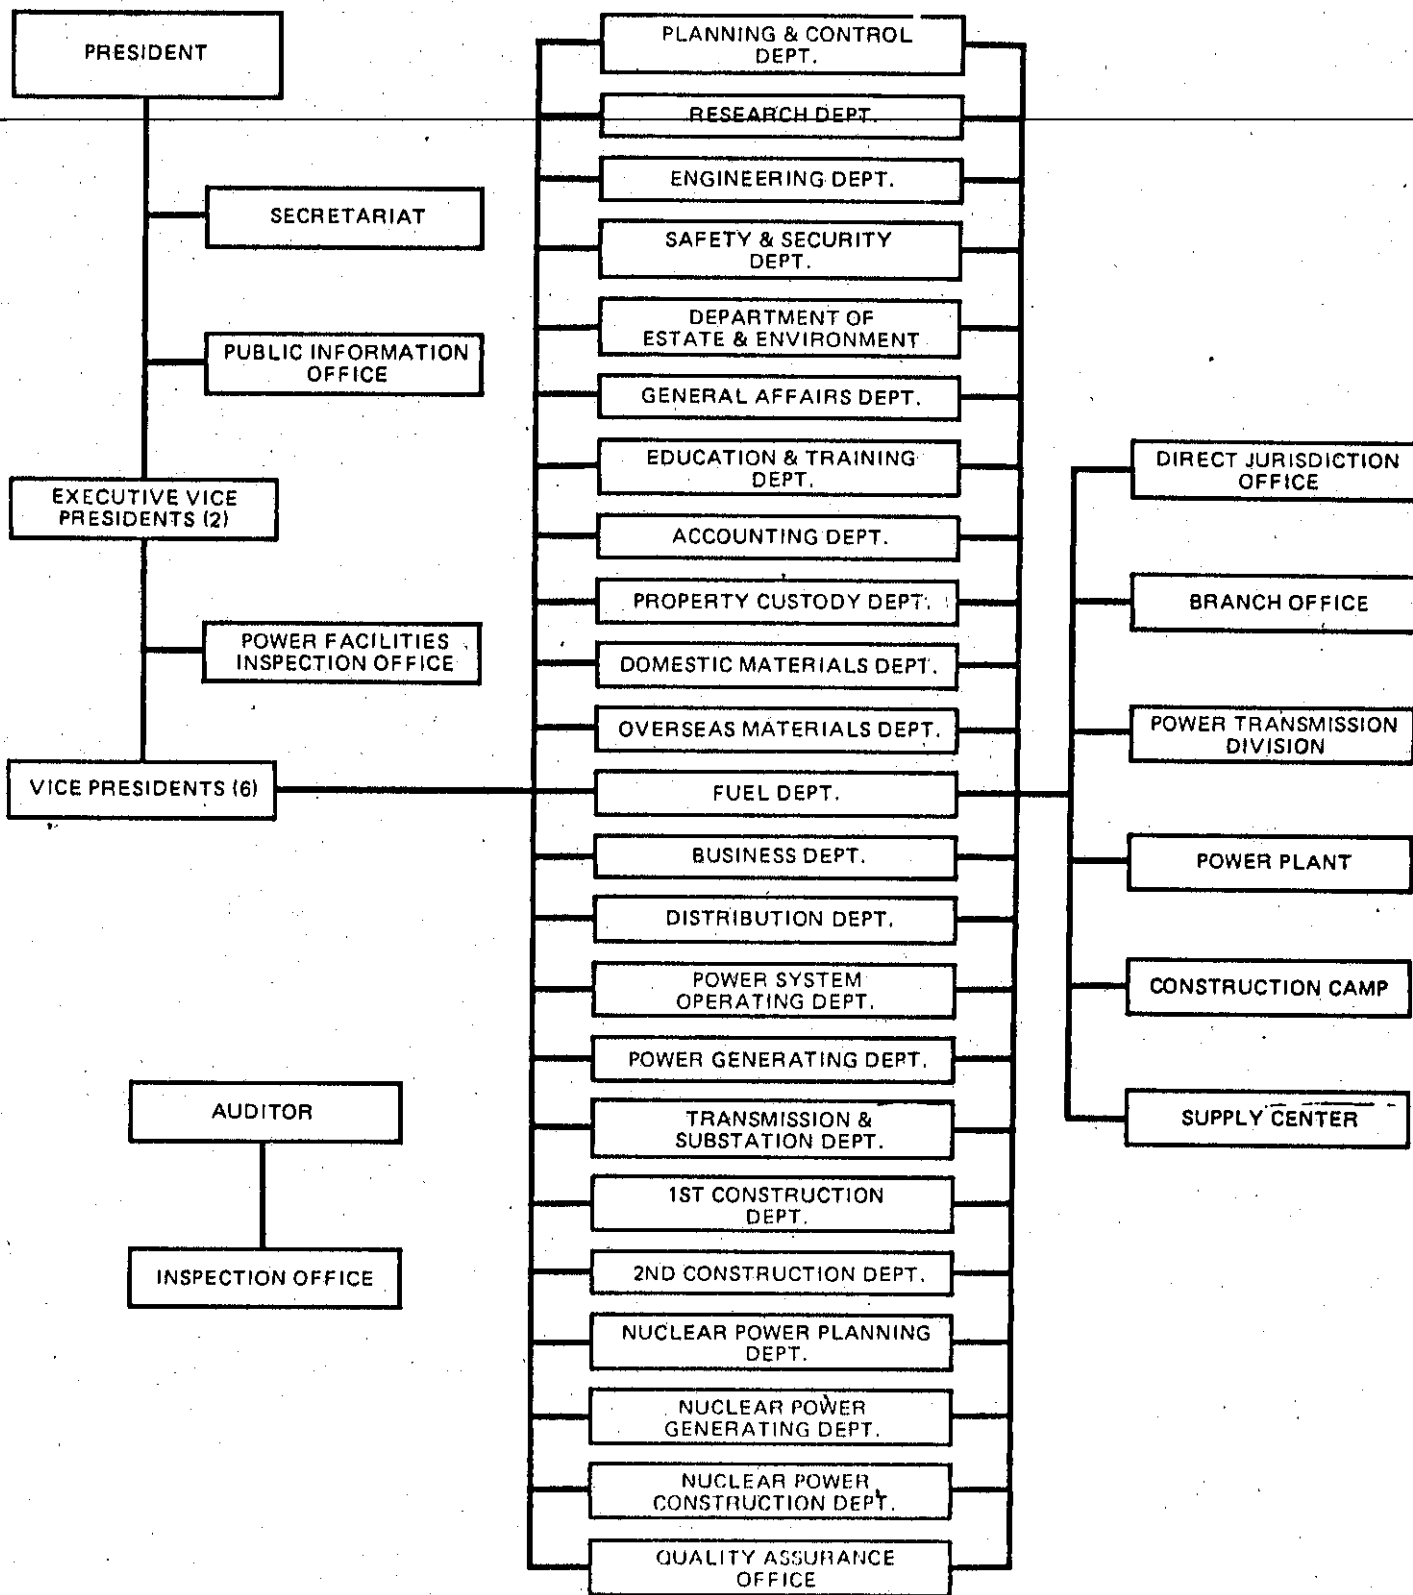 PRESIDENT
SECRETARIAT
PUBLIC INFORMATION
OFFICE
EXECUTIVE VICE
PRESIDENTS (2)
POWER FACILITIES
INSPECTION OFFICE
VICE PRESIDENTS (6)
AUDITOR
INSPECTION OFFICE
PLANNING & CONTROL
DEPT.
RESEARCH DEPT.
ENGINEERING DEPT.
SAFETY & SECURITY
DEPT.
DEPARTMENT OF
ESTATE & ENVIRONMENT
GENERAL AFFAIRS DEPT.
EDUCATION & TRAINING
DEPT.
ACCOUNTING DEPT.
PROPERTY CUSTODY DEPT.
DOMESTIC MATERIALS DEPT.
OVERSEAS MATERIALS DEPT.
FUEL DEPT.
BUSINESS DEPT.
DISTRIBUTION DEPT.
POWER SYSTEM
OPERATING DEPT.
POWER GENERATING DEPT.
TRANSMISSION &
SUBSTATION DEPT.
1ST CONSTRUCTION
DEPT.
2ND CONSTRUCTION DEPT.
NUCLEAR POWER PLANNING
DEPT.
NUCLEAR POWER
GENERATING DEPT.
NUCLEAR POWER
CONSTRUCTION DEPT.
QUALITY ASSURANCE
OFFICE
DIRECT JURISDICTION
OFFICE
BRANCH OFFICE
POWER TRANSMISSION
DIVISION
POWER PLANT
CONSTRUCTION CAMP
SUPPLY CENTER